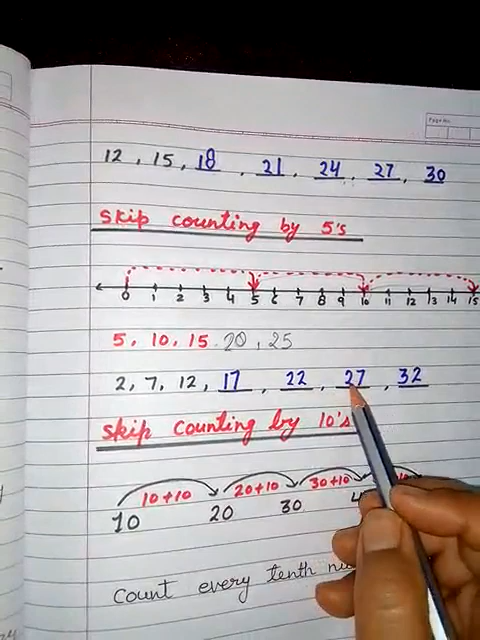 12, 15, 18, 21, 24, 27, 30
skip counting by 5's
0 1 2 3 4 5 6 7 8 9 10 11 12 13 14 15
5, 10, 15. 20, 25
2, 7, 12, 17, 22, 27, 32
skip counting by 10's
10+10 20+10 30+10
10 20 30
Count every tenth